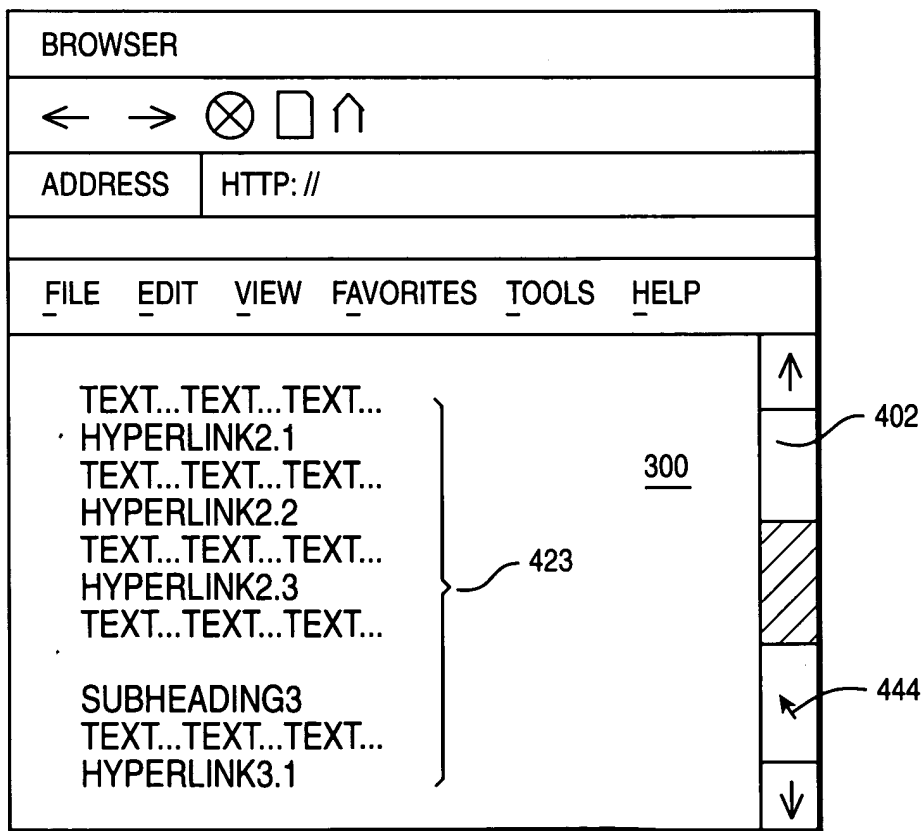 BROWSER
ADDRESS HTTP: //
FILE EDIT VIEW FAVORITES TOOLS HELP
TEXT...TEXT...TEXT...
HYPERLINK2.1
TEXT...TEXT...TEXT...
HYPERLINK2.2
TEXT...TEXT...TEXT...
HYPERLINK2.3
TEXT...TEXT...TEXT...
SUBHEADING3
TEXT...TEXT...TEXT...
HYPERLINK3.1
300
423
402
444